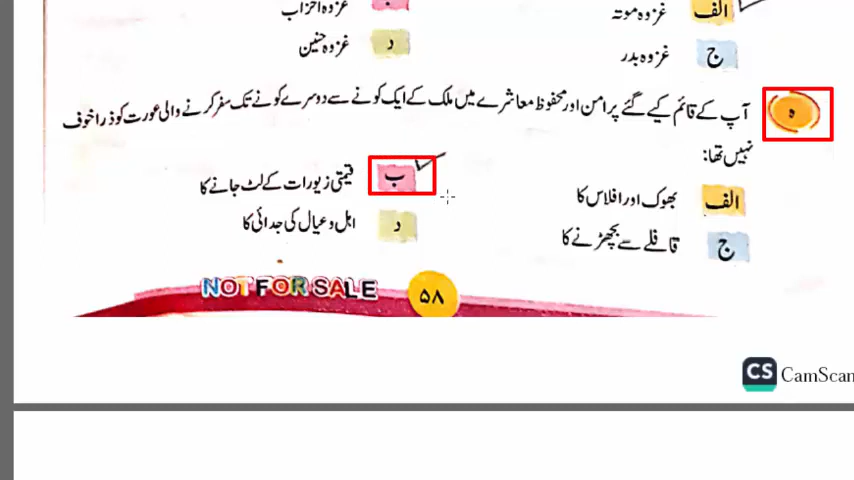 الف غزوہ موتہ ب غزوہ احزاب
ج غزوہ بدر د غزوہ حنین
ہ آپ کے قائم کیے گئے پر امن اور محفوظ معاشرے میں ملک کے ایک کونے سے دوسرے کونے تک سفر کرنے والی عورت کو ذرا خوف
نہیں تھا:
الف بھوک اور افلاس کا ب قیمتی زیورات کے لٹ جانے کا
ج قافلے سے بچھڑنے کا د اہل و عیال کی جدائی کا
NOT FOR SALE ۵۸
CS CamScan